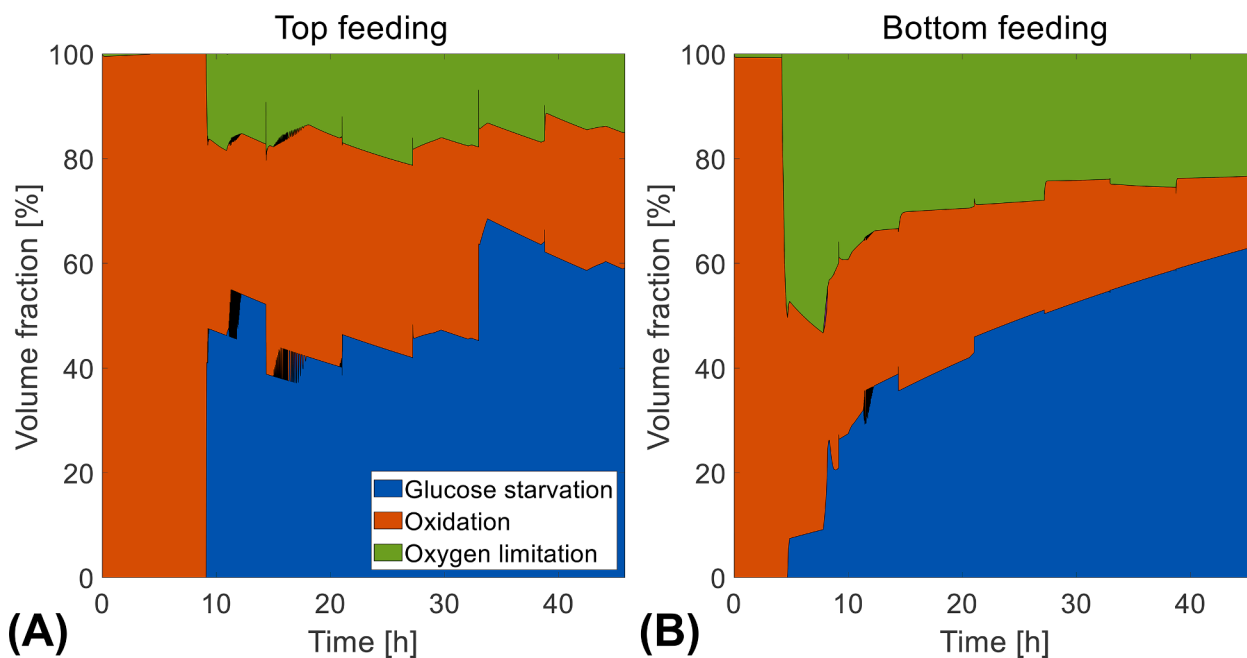 Top feeding
Bottom feeding
Volume fraction [%]
100
80
60
40
20
0
0 10 20 30 40
Time [h]
Glucose starvation
Oxidation
Oxygen limitation
(A)
Volume fraction [%]
100
80
60
40
20
0
0 10 20 30 40
Time [h]
(B)